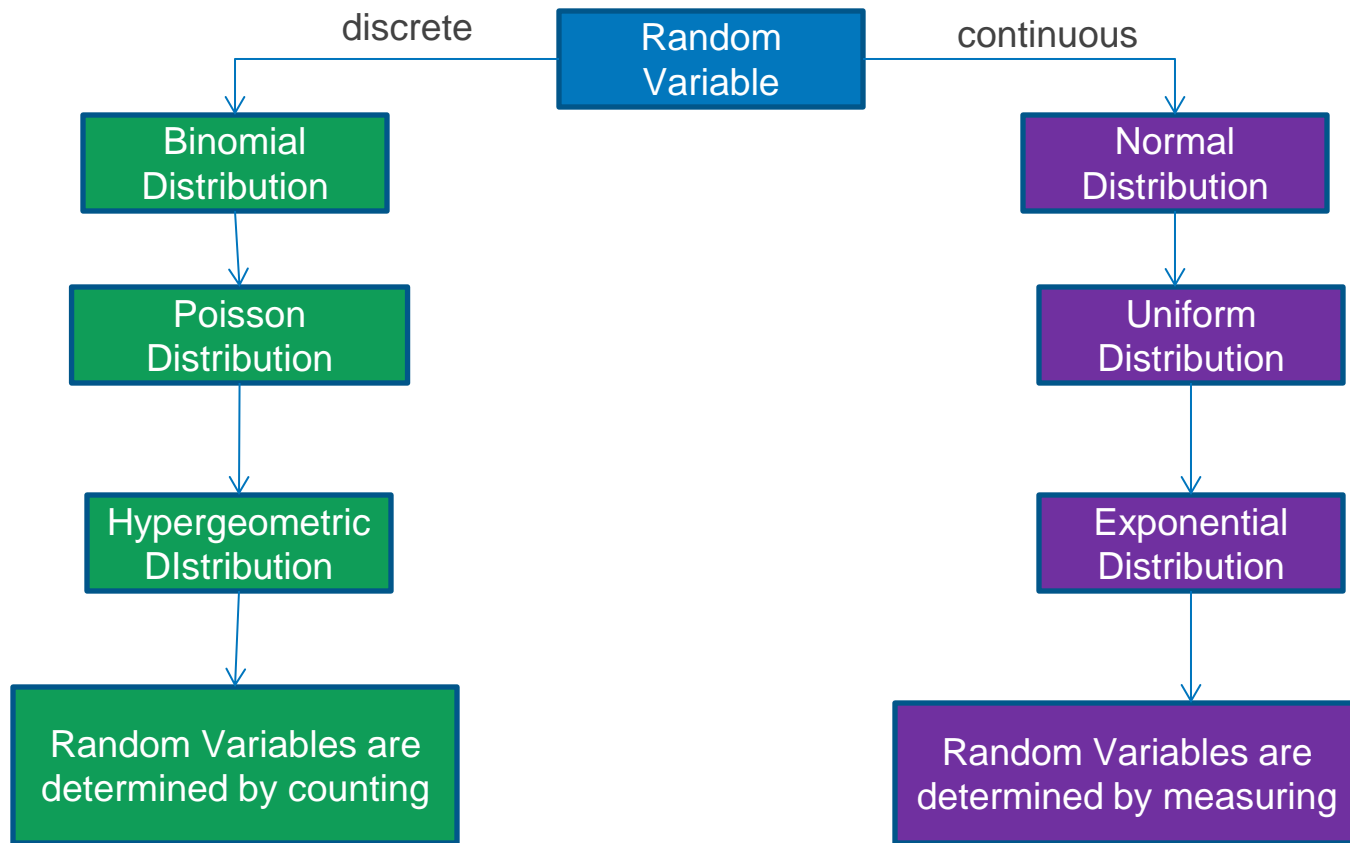 discrete
Random
Variable
continuous
Binomial
Distribution
Normal
Distribution
Poisson
Distribution
Uniform
Distribution
Hypergeometric
DIstribution
Exponential
Distribution
Random Variables are
determined by counting
Random Variables are
determined by measuring